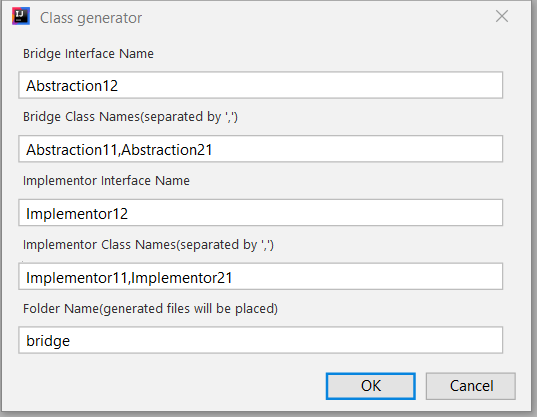 IJ
Class generator
Bridge Interface Name
Abstraction12
Bridge Class Names(separated by ',')
Abstraction11,Abstraction21
Implementor Interface Name
Implementor12
Implementor Class Names(separated by ',')
Implementor11,Implementor21
Folder Name(generated files will be placed)
bridge
OK Cancel